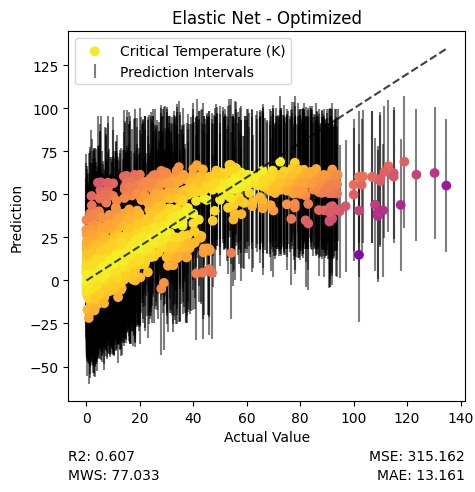 Elastic Net - Optimized
Critical Temperature (K)
Prediction Intervals
Prediction
125
100
75
50
25
0
−25
−50
0 20 40 60 80 100 120 140
Actual Value
R2: 0.607 MSE: 315.162
MWS: 77.033 MAE: 13.161